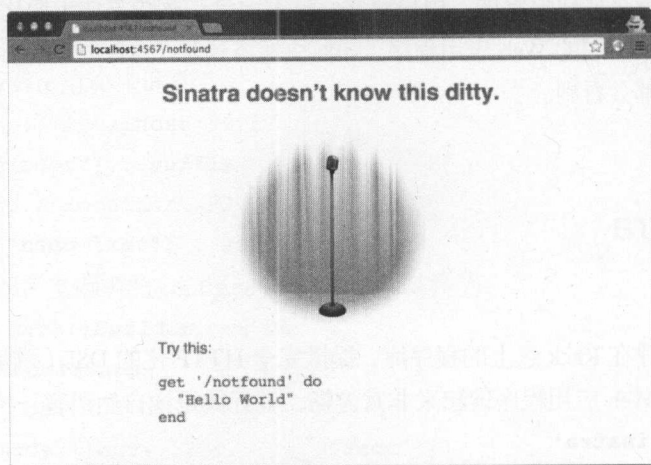 localhost:4567/notfound
Sinatra doesn't know this ditty.
Try this:
get '/notfound' do
"Hello World"
end